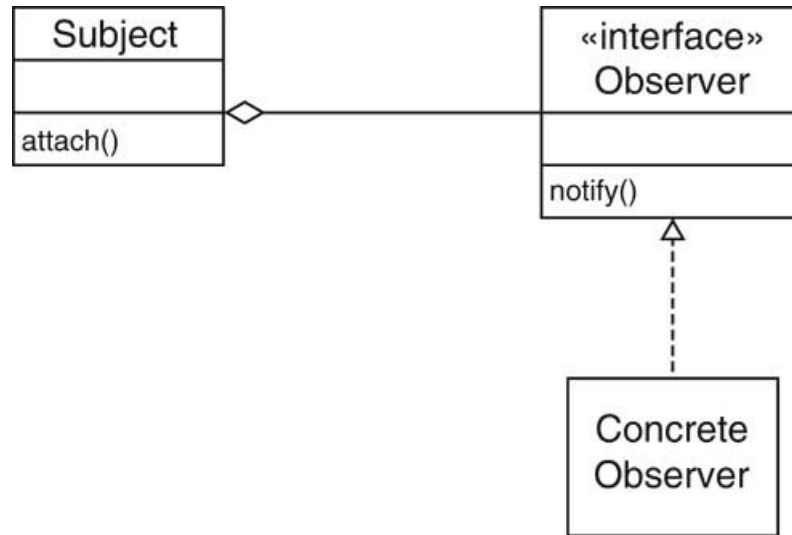 Subject
attach()
«interface»
Observer
notify()
Concrete
Observer